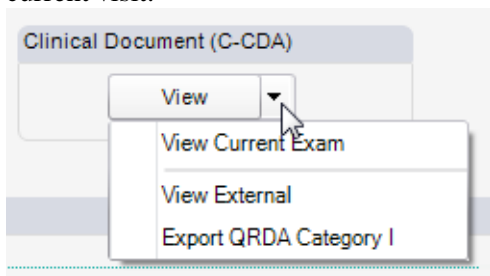 Clinical Document (C-CDA)
View
View Current Exam
View External
Export QRDA Category I